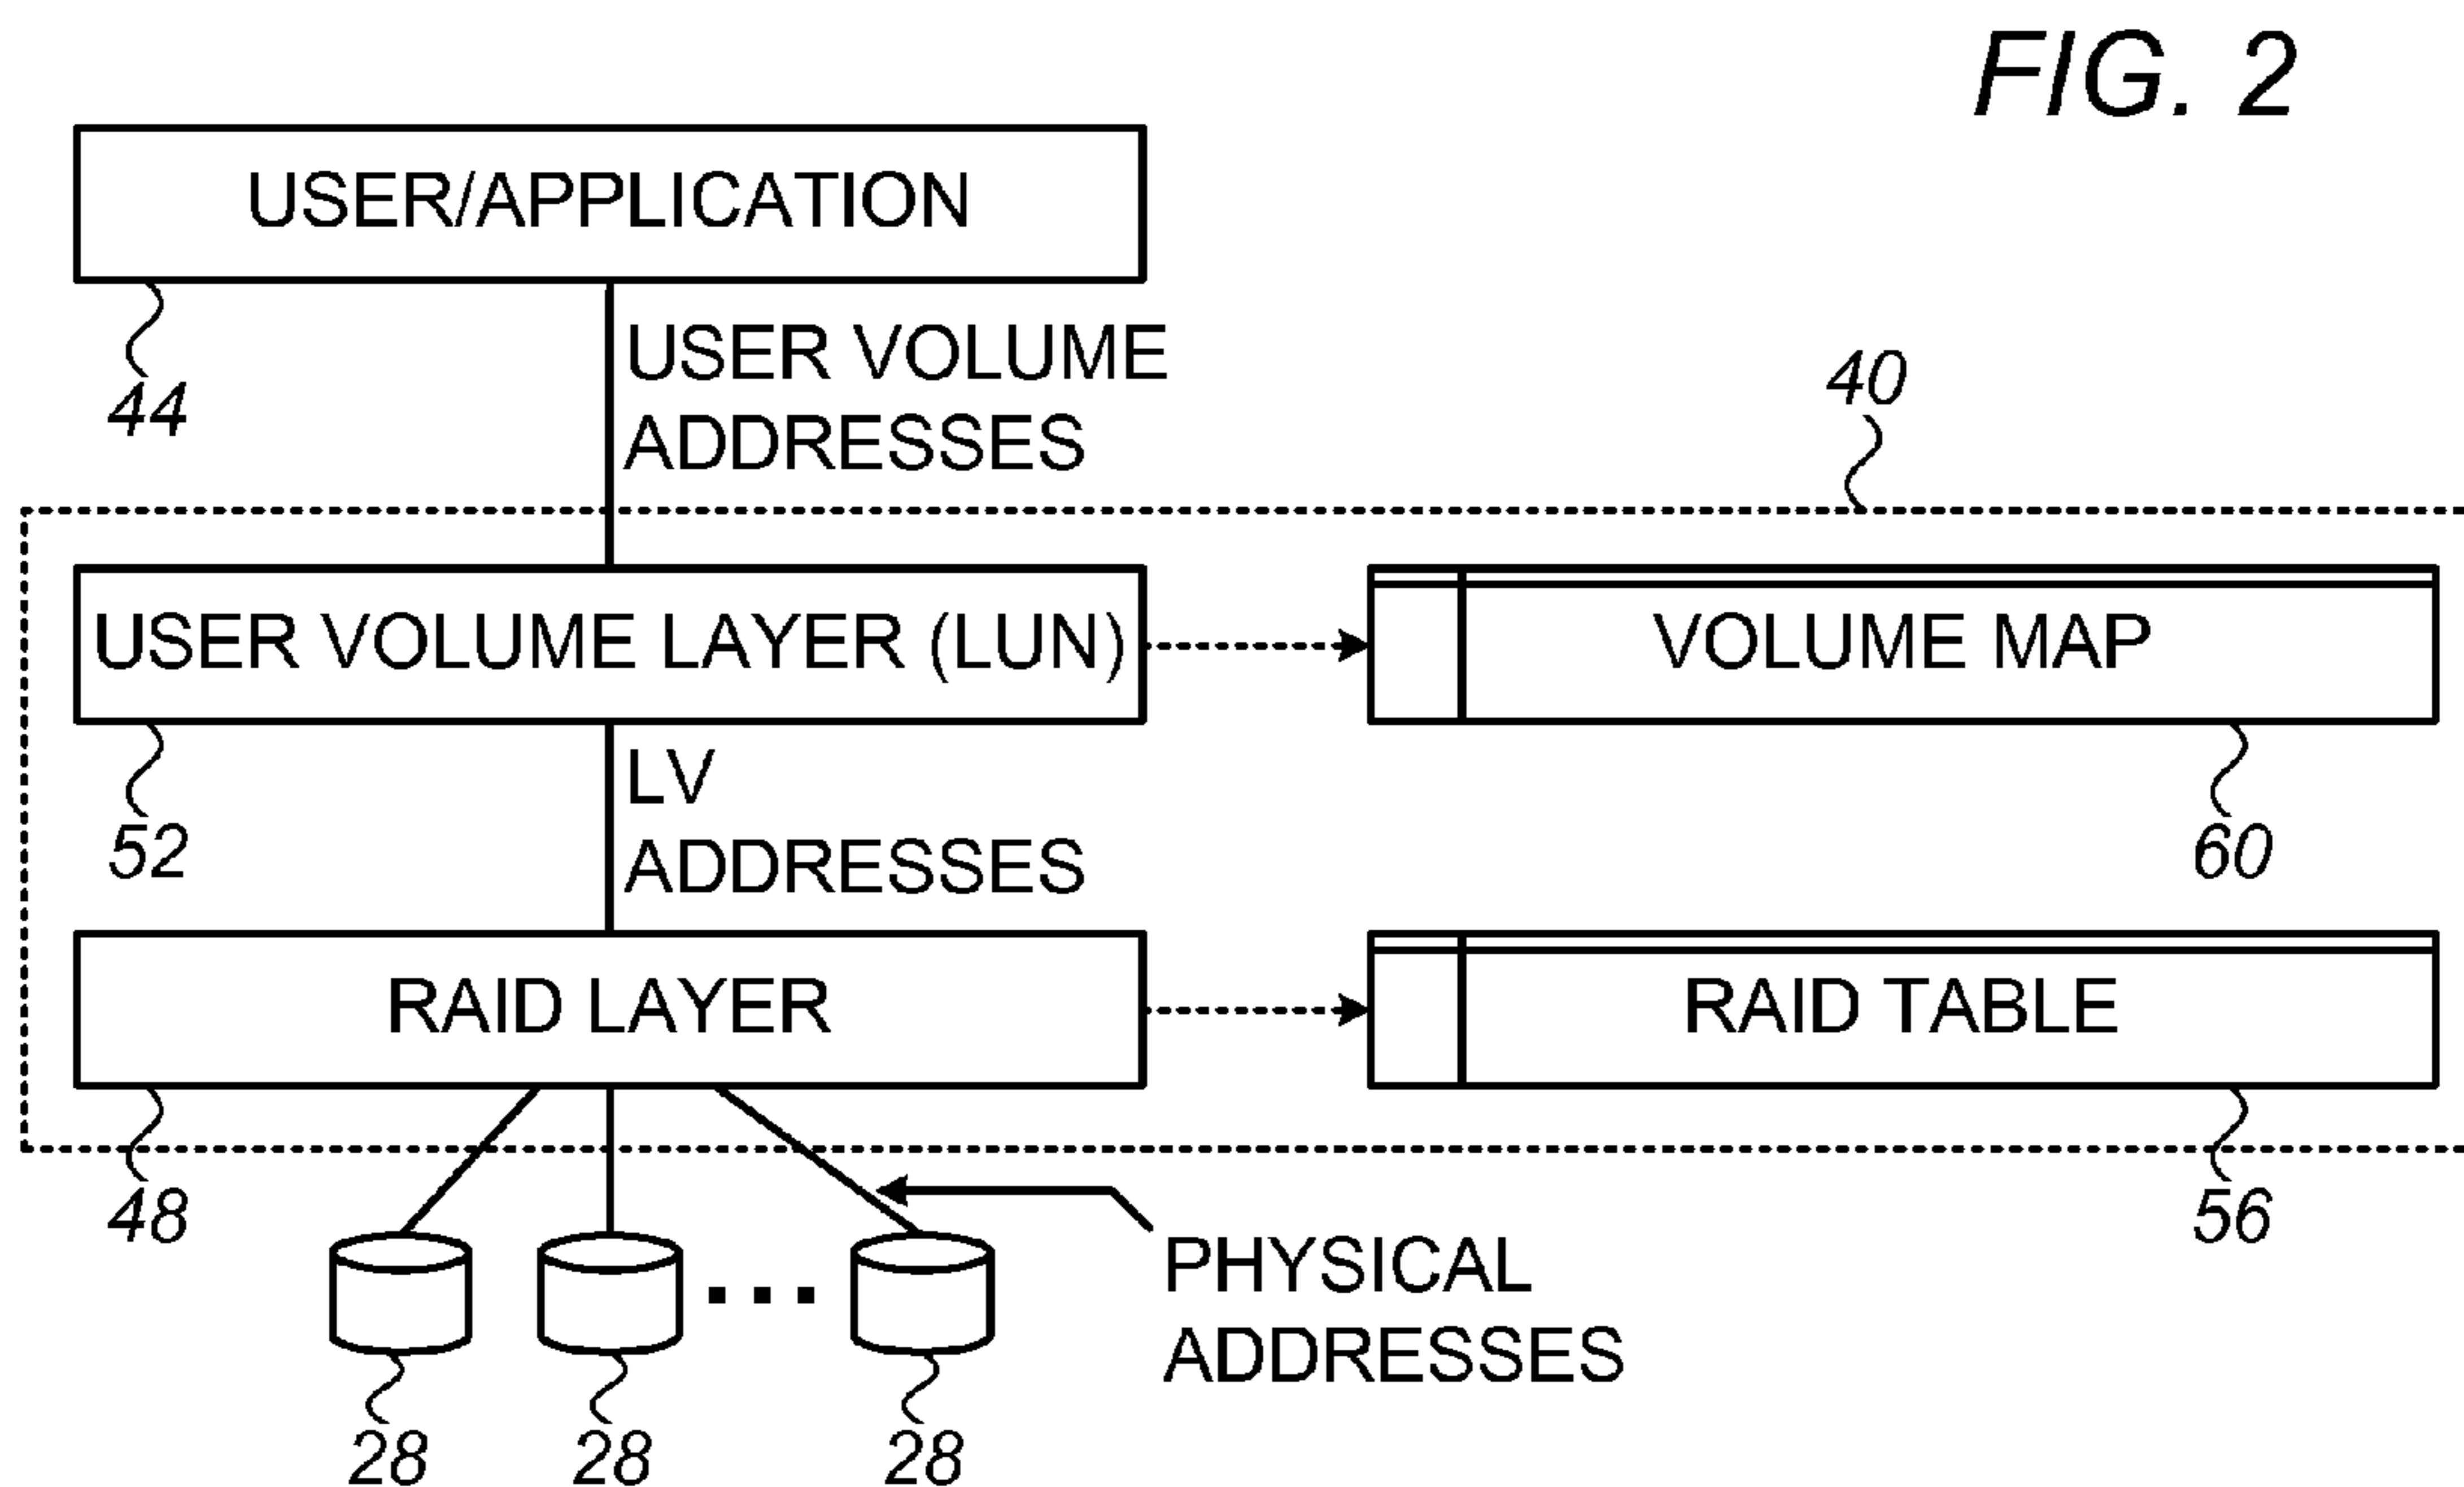 FIG. 2
USER/APPLICATION
44
USER VOLUME
ADDRESSES
40
USER VOLUME LAYER (LUN)
VOLUME MAP
52
LV
ADDRESSES
60
RAID LAYER
RAID TABLE
48
56
PHYSICAL
ADDRESSES
28
28
28